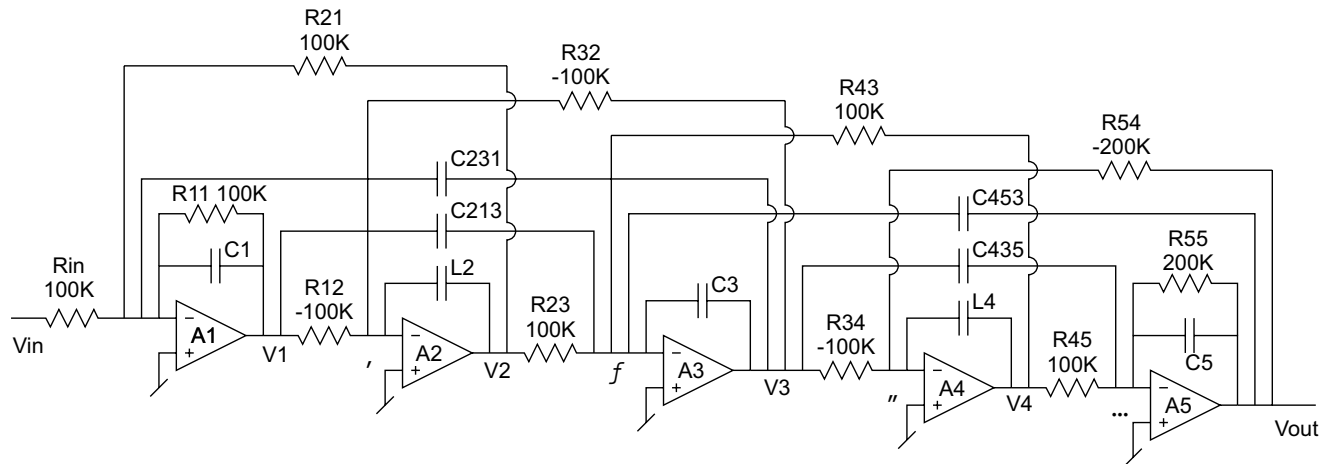 R21
100K
R32
-100K
R43
100K
R54
-200K
C231
R11 100K
C213
C453
C435
R55
200K
C1
L2
Rin
100K
R12
-100K
R23
100K
C3
L4
R34
-100K
R45
100K
C5
Vin
− + A1
V1
′
− + A2
V2
ƒ
− + A3
V3
″
− + A4
V4
...
− + A5
Vout